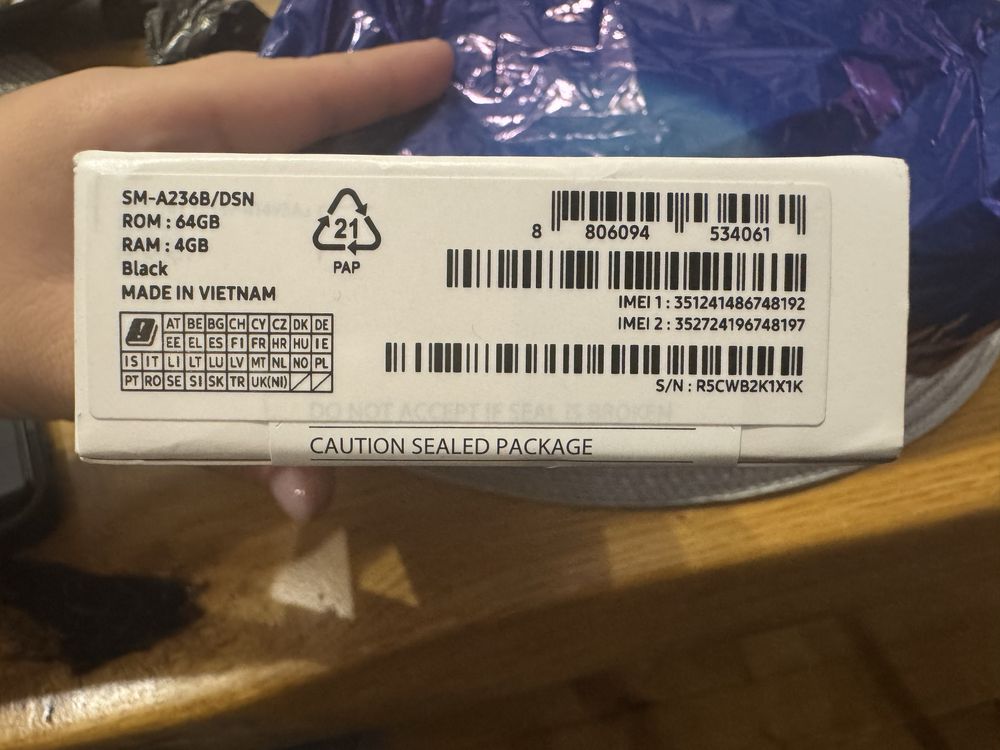 SM-A236B/DSN
ROM : 64GB
RAM : 4GB
Black
MADE IN VIETNAM
21
PAP
AT BE BG CH CY CZ DK DE
EE EL ES FI FR HR HU IE
IS IT LI LT LU LV MT NL NO PL
PT RO SE SI SK TR UK(NI)
8 806094 534061
IMEI 1 : 351241486748192
IMEI 2 : 352724196748197
S/N : R5CWB2K1X1K
DO NOT ACCEPT IF SEAL IS BROKEN
CAUTION SEALED PACKAGE